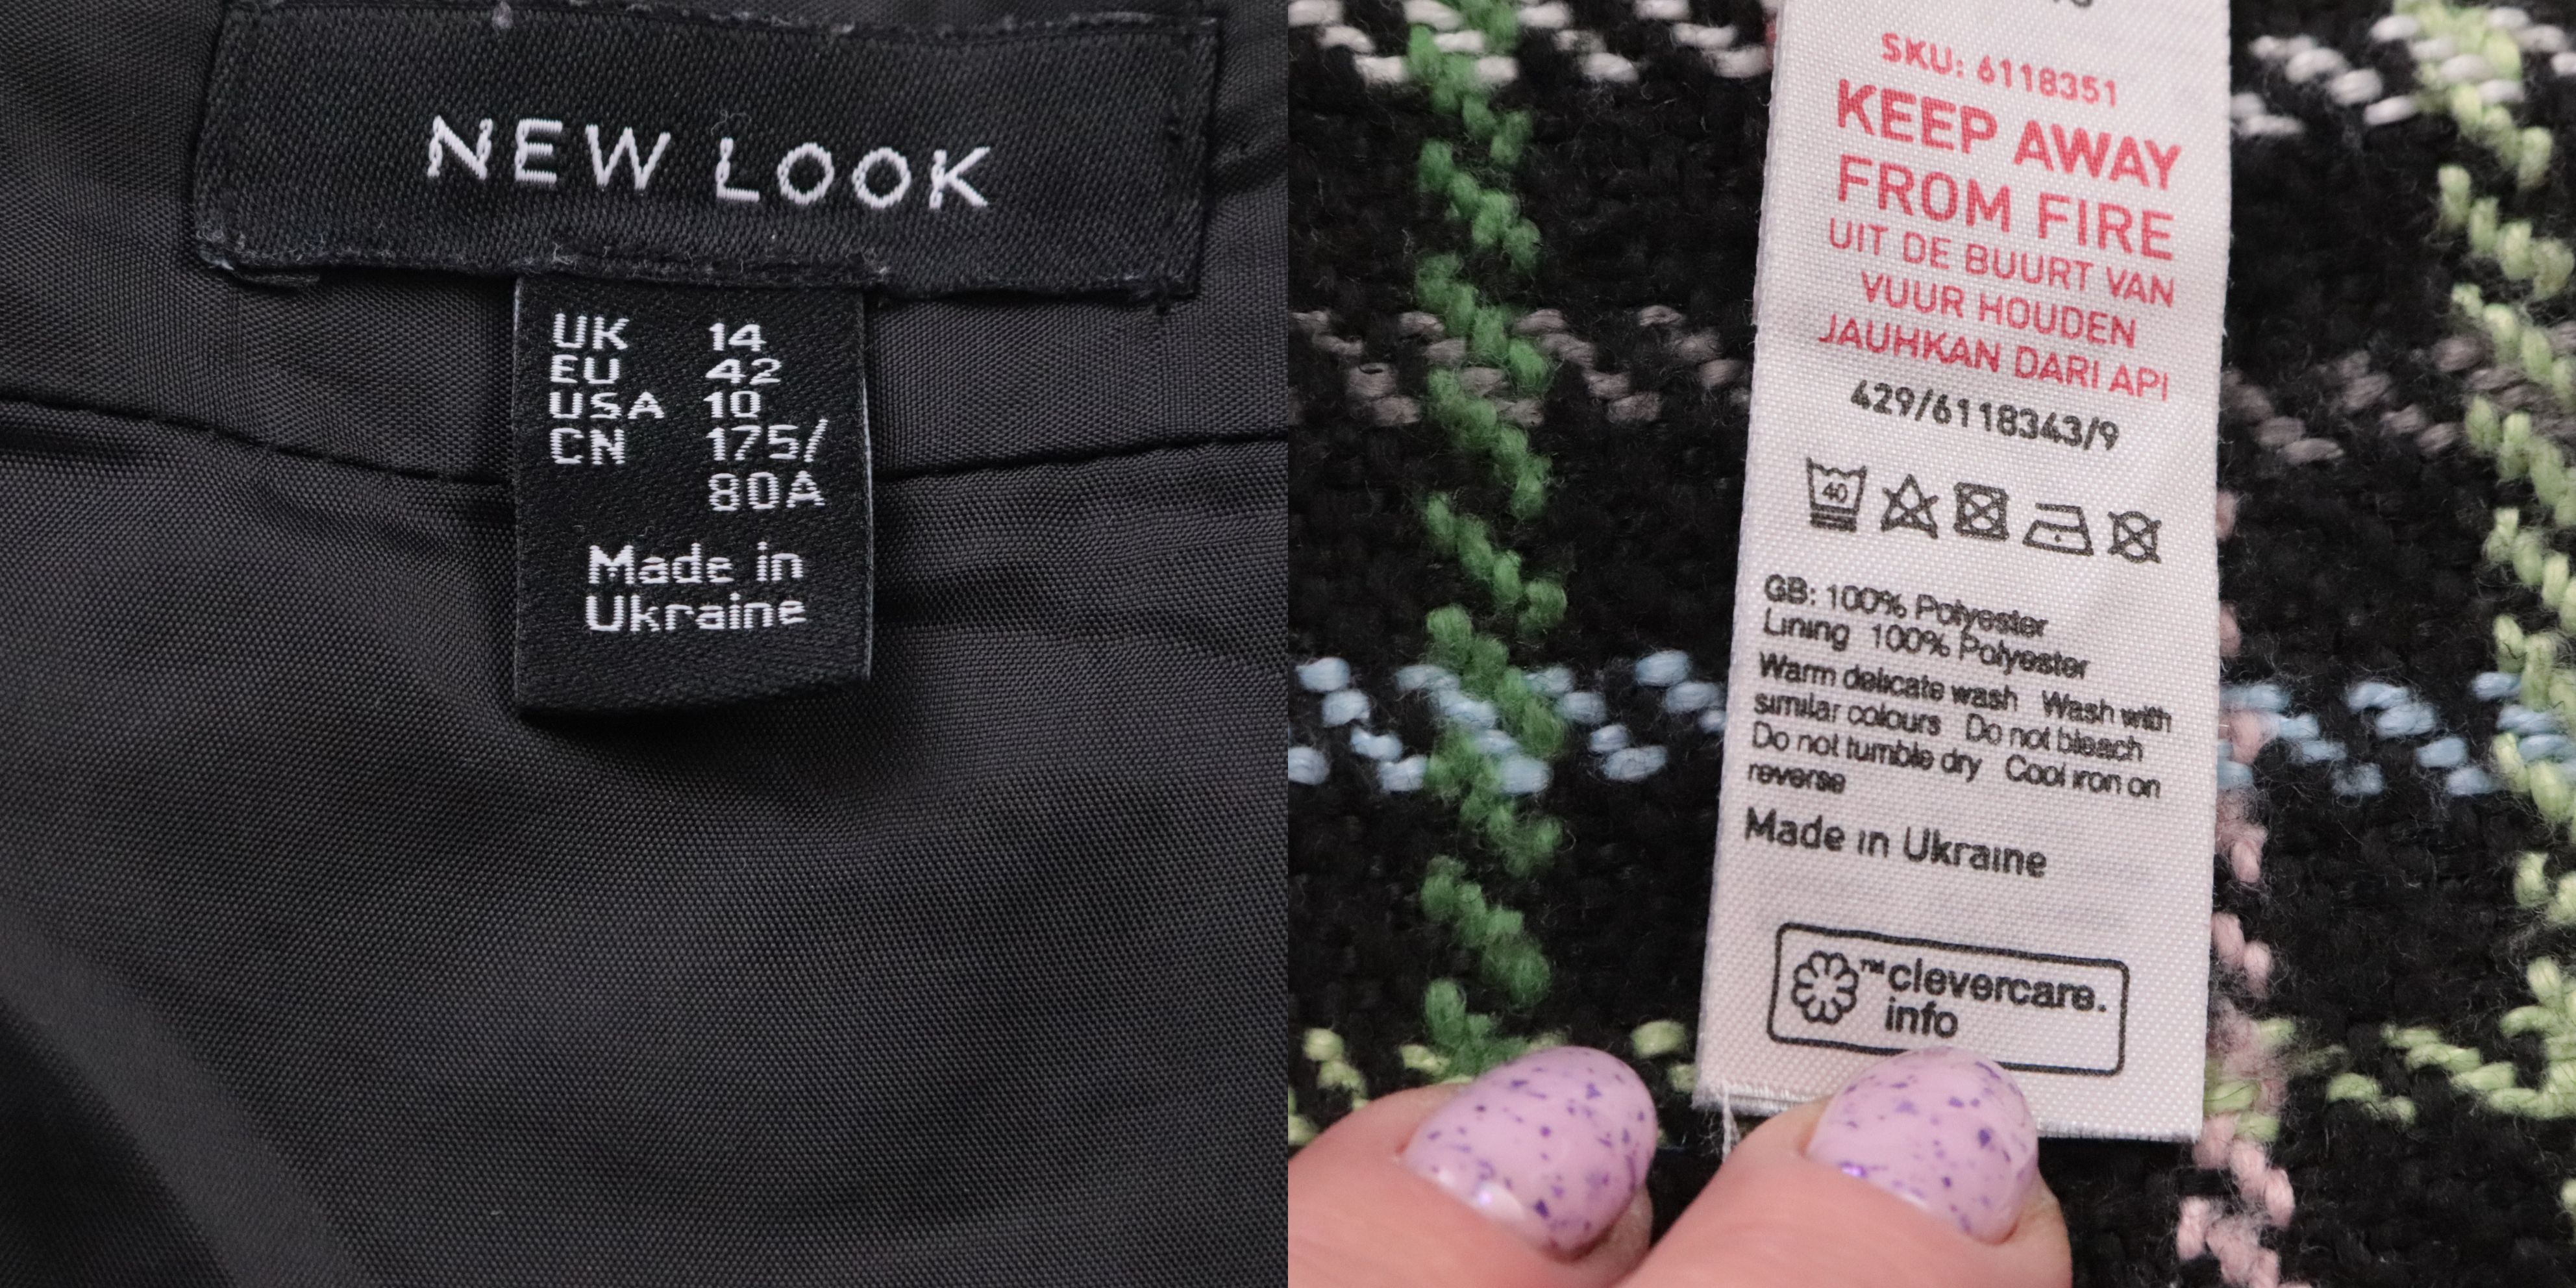 NEW LOOK
UK 14
EU 42
USA 10
CN 175/
80A
Made in
Ukraine
SKU: 6118351
KEEP AWAY
FROM FIRE
UIT DE BUURT VAN
VUUR HOUDEN
JAUHKAN DARI API
429/6118343/9
40
GB: 100% Polyester
Lining 100% Polyester
Warm delicate wash Wash with
similar colours Do not bleach
Do not tumble dry Cool iron on
reverse
Made in Ukraine
™clevercare.
info